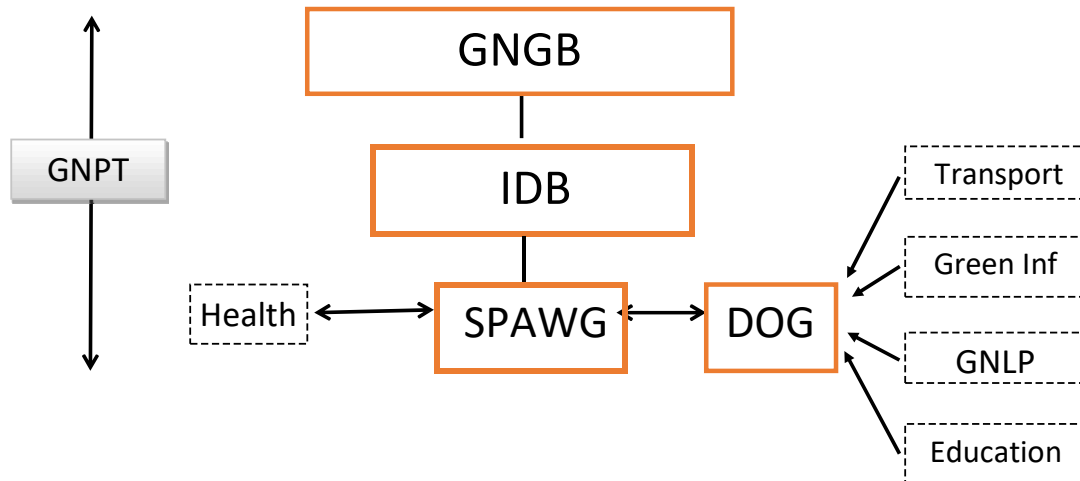 GNGB
GNPT
IDB
Transport
Green Inf
Health
SPAWG
DOG
GNLP
Education